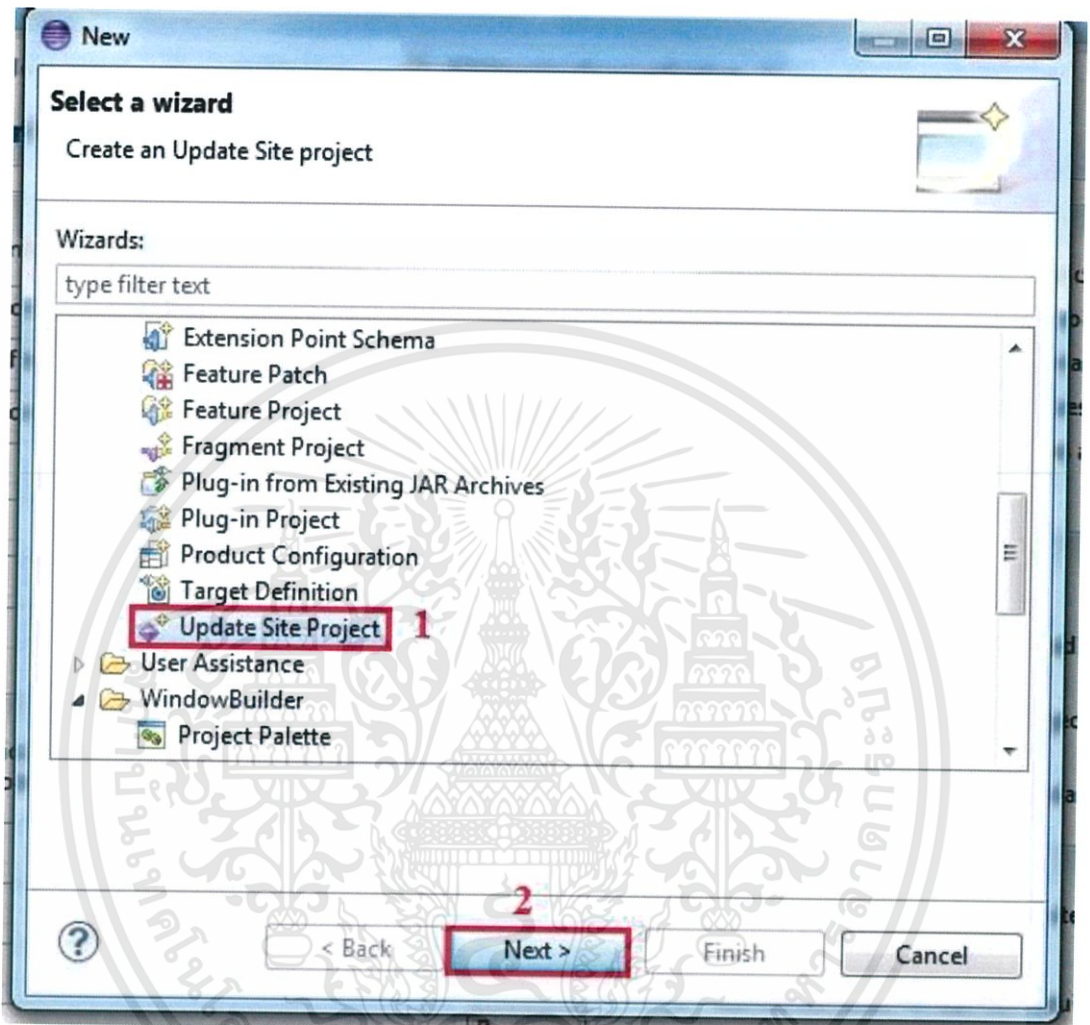 New
Select a wizard
Create an Update Site project
Wizards:
type filter text
Extension Point Schema
Feature Patch
Feature Project
Fragment Project
Plug-in from Existing JAR Archives
Plug-in Project
Product Configuration
Target Definition
Update Site Project 1
User Assistance
WindowBuilder
Project Palette
2
< Back Next > Finish Cancel